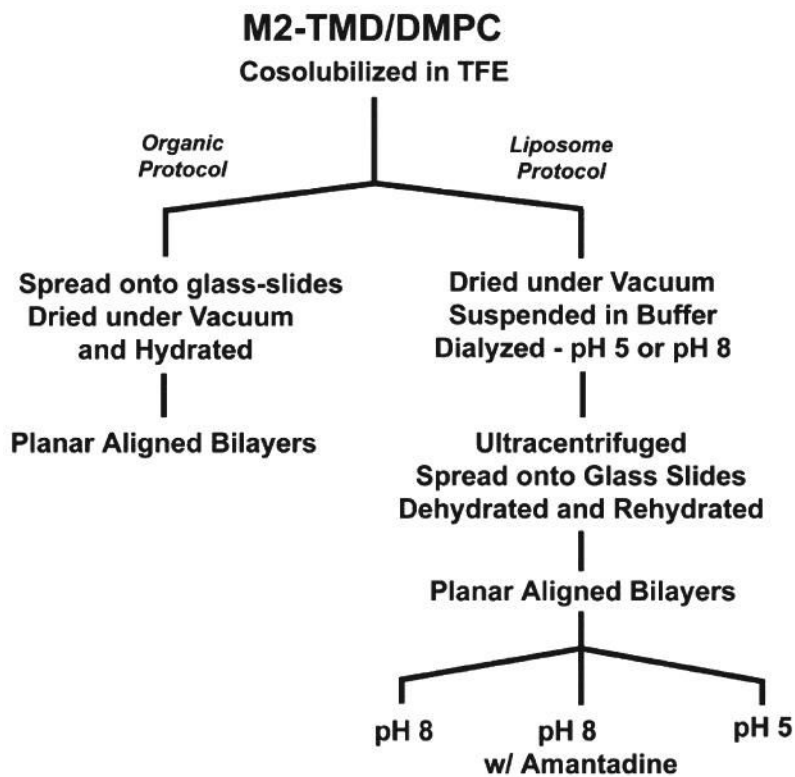 M2-TMD/DMPC
Cosolubilized in TFE
Organic
Protocol
Liposome
Protocol
Spread onto glass-slides
Dried under Vacuum
and Hydrated
Planar Aligned Bilayers
Dried under Vacuum
Suspended in Buffer
Dialyzed - pH 5 or pH 8
Ultracentrifuged
Spread onto Glass Slides
Dehydrated and Rehydrated
Planar Aligned Bilayers
pH 8
pH 8
w/ Amantadine
pH 5